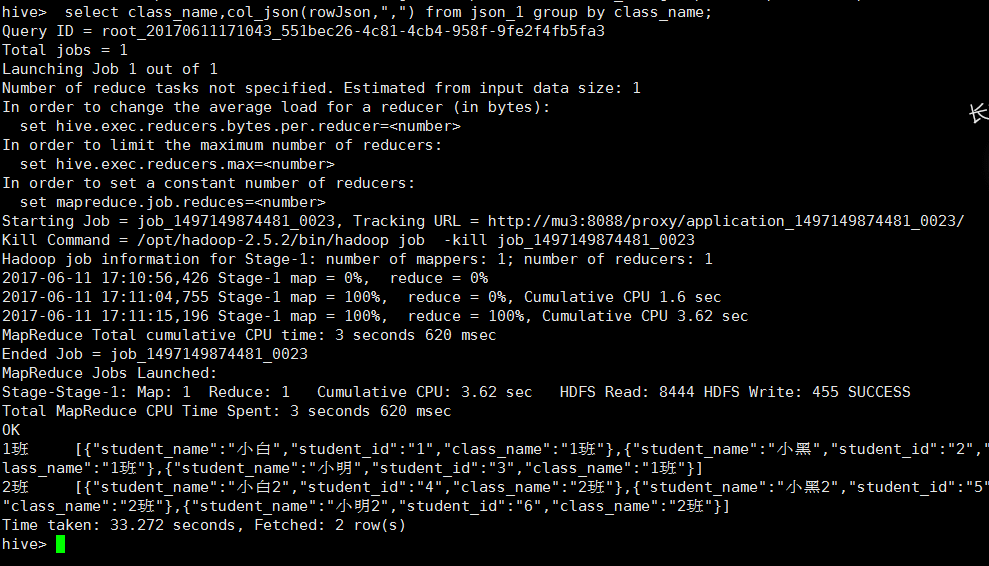 hive>  select class_name,col_json(rowJson,",") from json_1 group by class_name;
Query ID = root_20170611171043_551bec26-4c81-4cb4-958f-9fe2f4fb5fa3
Total jobs = 1
Launching Job 1 out of 1
Number of reduce tasks not specified. Estimated from input data size: 1
In order to change the average load for a reducer (in bytes):
  set hive.exec.reducers.bytes.per.reducer=<number>
In order to limit the maximum number of reducers:
  set hive.exec.reducers.max=<number>
In order to set a constant number of reducers:
  set mapreduce.job.reduces=<number>
长
Starting Job = job_1497149874481_0023, Tracking URL = http://mu3:8088/proxy/application_1497149874481_0023/
Kill Command = /opt/hadoop-2.5.2/bin/hadoop job  -kill job_1497149874481_0023
Hadoop job information for Stage-1: number of mappers: 1; number of reducers: 1
2017-06-11 17:10:56,426 Stage-1 map = 0%,  reduce = 0%
2017-06-11 17:11:04,755 Stage-1 map = 100%,  reduce = 0%, Cumulative CPU 1.6 sec
2017-06-11 17:11:15,196 Stage-1 map = 100%,  reduce = 100%, Cumulative CPU 3.62 sec
MapReduce Total cumulative CPU time: 3 seconds 620 msec
Ended Job = job_1497149874481_0023
MapReduce Jobs Launched:
Stage-Stage-1: Map: 1  Reduce: 1   Cumulative CPU: 3.62 sec   HDFS Read: 8444 HDFS Write: 455 SUCCESS
Total MapReduce CPU Time Spent: 3 seconds 620 msec
OK
1班     [{"student_name":"小白","student_id":"1","class_name":"1班"},{"student_name":"小黑","student_id":"2","
lass_name":"1班"},{"student_name":"小明","student_id":"3","class_name":"1班"}]
2班     [{"student_name":"小白2","student_id":"4","class_name":"2班"},{"student_name":"小黑2","student_id":"5"
"class_name":"2班"},{"student_name":"小明2","student_id":"6","class_name":"2班"}]
Time taken: 33.272 seconds, Fetched: 2 row(s)
hive>